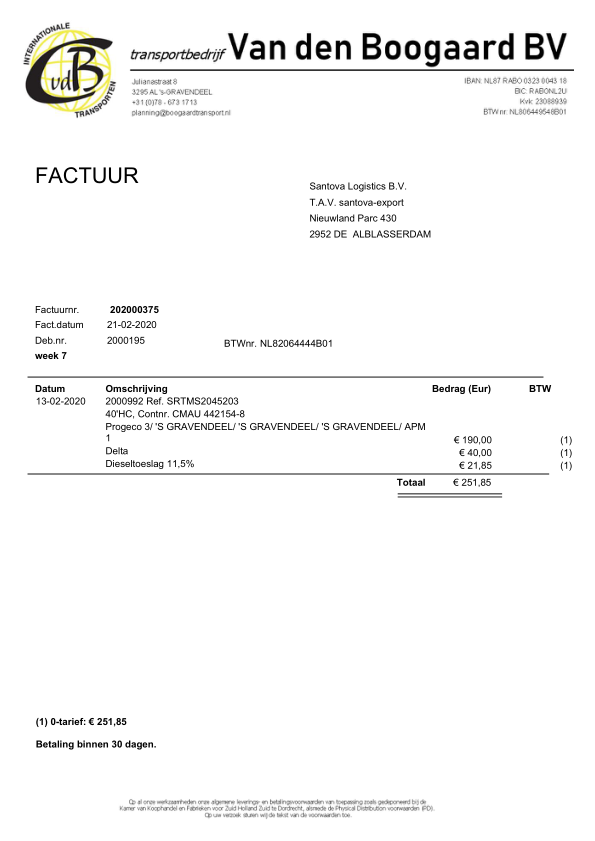 INTERNATIONALE
CvdB
TRANSPORTEN
transportbedrijf Van den Boogaard BV
Julianastraat 8
3295 AL 's-GRAVENDEEL
+31 (0)78 - 673 1713
planning@boogaardtransport.nl
IBAN: NL87 RABO 0323 0043 18
BIC: RABONL2U
Kvk: 23088939
BTW nr: NL806449548B01
FACTUUR
Santova Logistics B.V.
T.A.V. santova-export
Nieuwland Parc 430
2952 DE ALBLASSERDAM
Factuurnr. 202000375
Fact.datum 21-02-2020
Deb.nr. 2000195 BTWnr. NL82064444B01
week 7
Datum Omschrijving Bedrag (Eur) BTW
13-02-2020 2000992 Ref. SRTMS2045203
40'HC, Contnr. CMAU 442154-8
Progeco 3/ 'S GRAVENDEEL/ 'S GRAVENDEEL/ 'S GRAVENDEEL/ APM
1 € 190,00 (1)
Delta € 40,00 (1)
Dieseltoeslag 11,5% € 21,85 (1)
Totaal € 251,85
(1) 0-tarief: € 251,85
Betaling binnen 30 dagen.
Op al onze werkzaamheden onze algemene leverings- en betalingsvoorwaarden van toepassing zoals gedeponeerd bij de
Kamer van Koophandel en Fabrieken voor Zuid Holland Zuid te Dordrecht, alsmede de Physical Distribution voorwaarden (PD).
Op uw verzoek sturen wij de tekst van de voorwaarden toe.